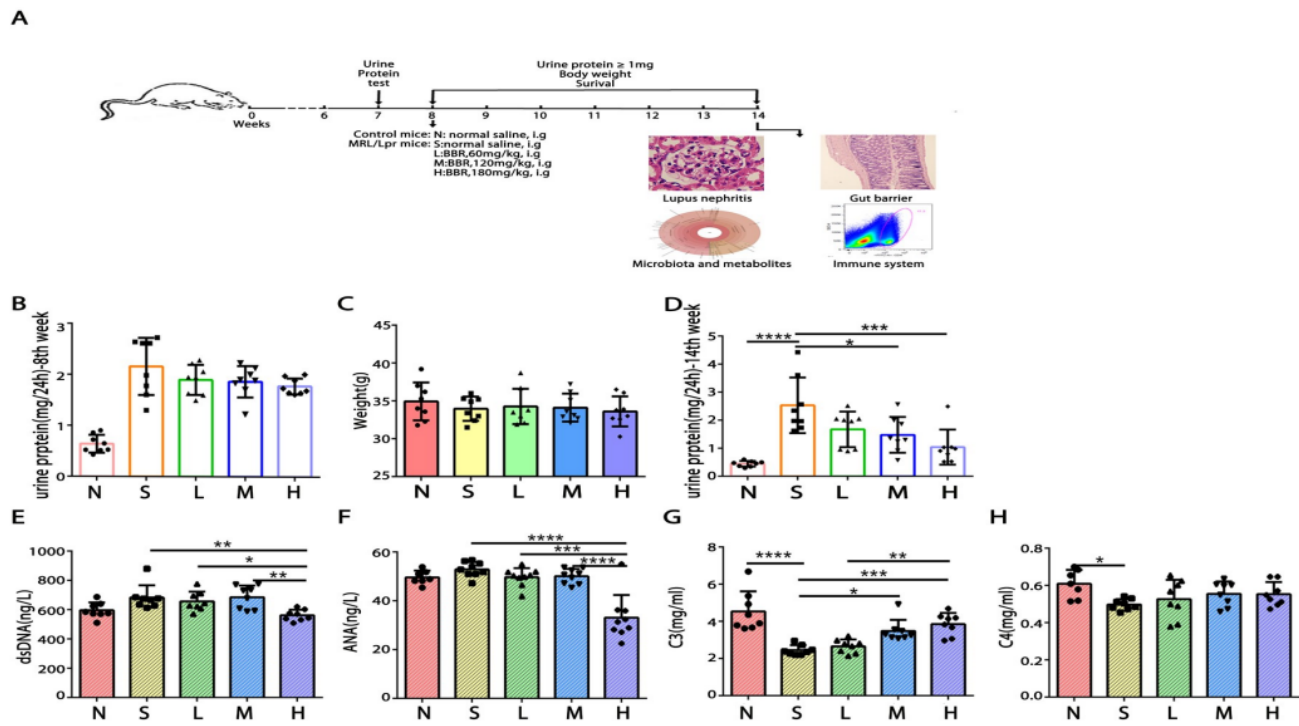 A
Urine
Protein
test
Urine protein ≥ 1mg
Body weight
Surival
0 6 7 8 9 10 11 12 13 14
Weeks
Control mice: N: normal saline, i.g
MRL/Lpr mice: S:normal saline, i.g
L:BBR,60mg/kg, i.g
M:BBR,120mg/kg, i.g
H:BBR,180mg/kg, i.g
Lupus nephritis
Gut barrier
Microbiota and metabolites
Immune system
B
urine prptein(mg/24h)-8th week
3
2
1
0
N S L M H
C
Weight(g)
45
40
35
30
25
N S L M H
D
urine prptein(mg/24h)-14th week
5
4
3
2
1
0
**** *** *
N S L M H
E
dsDNA(ng/L)
1000
800
600
400
200
0
**
*
**
N S L M H
F
ANA(ng/L)
60
40
20
0
****
***
****
N S L M H
G
C3(mg/ml)
8
6
4
2
0
**** **
***
*
N S L M H
H
C4(mg/ml)
0.8
0.6
0.4
0.2
0.0
*
N S L M H